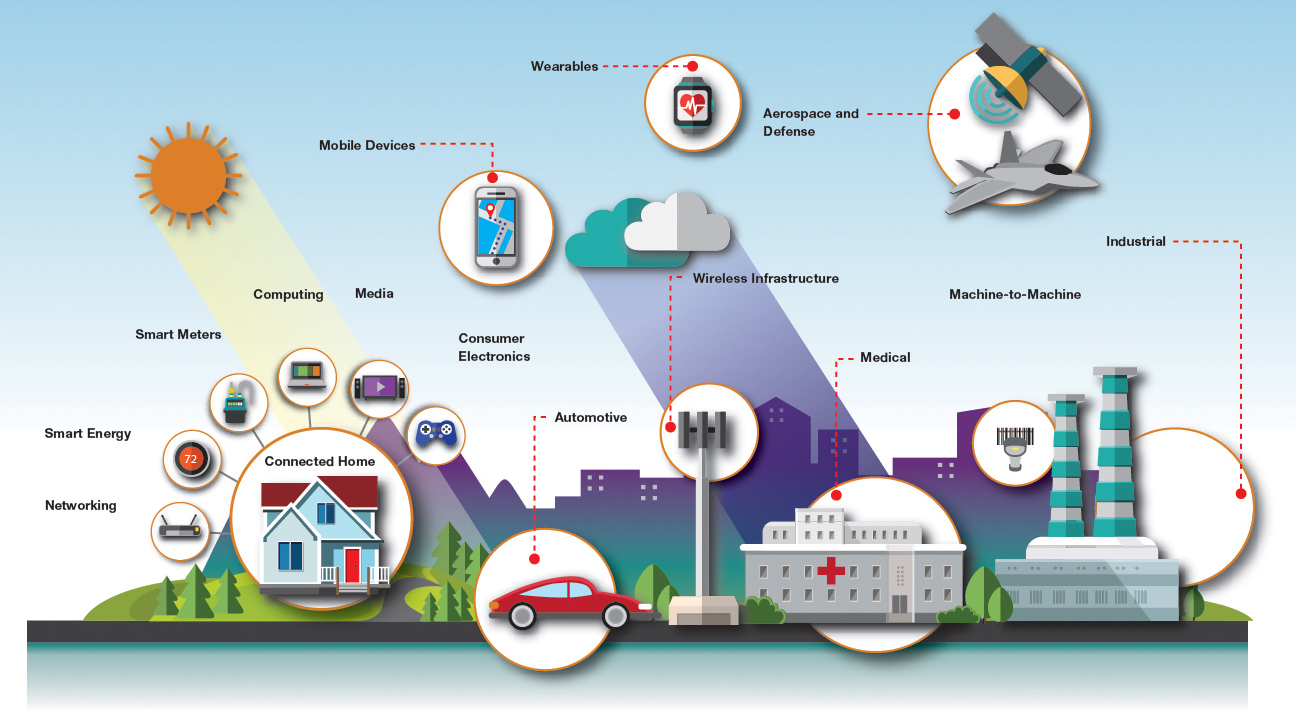 Wearables
Aerospace and
Defense
Mobile Devices
Industrial
Wireless Infrastructure
Computing
Media
Machine-to-Machine
Smart Meters
Consumer
Electronics
Medical
Automotive
Smart Energy
72
Connected Home
Networking